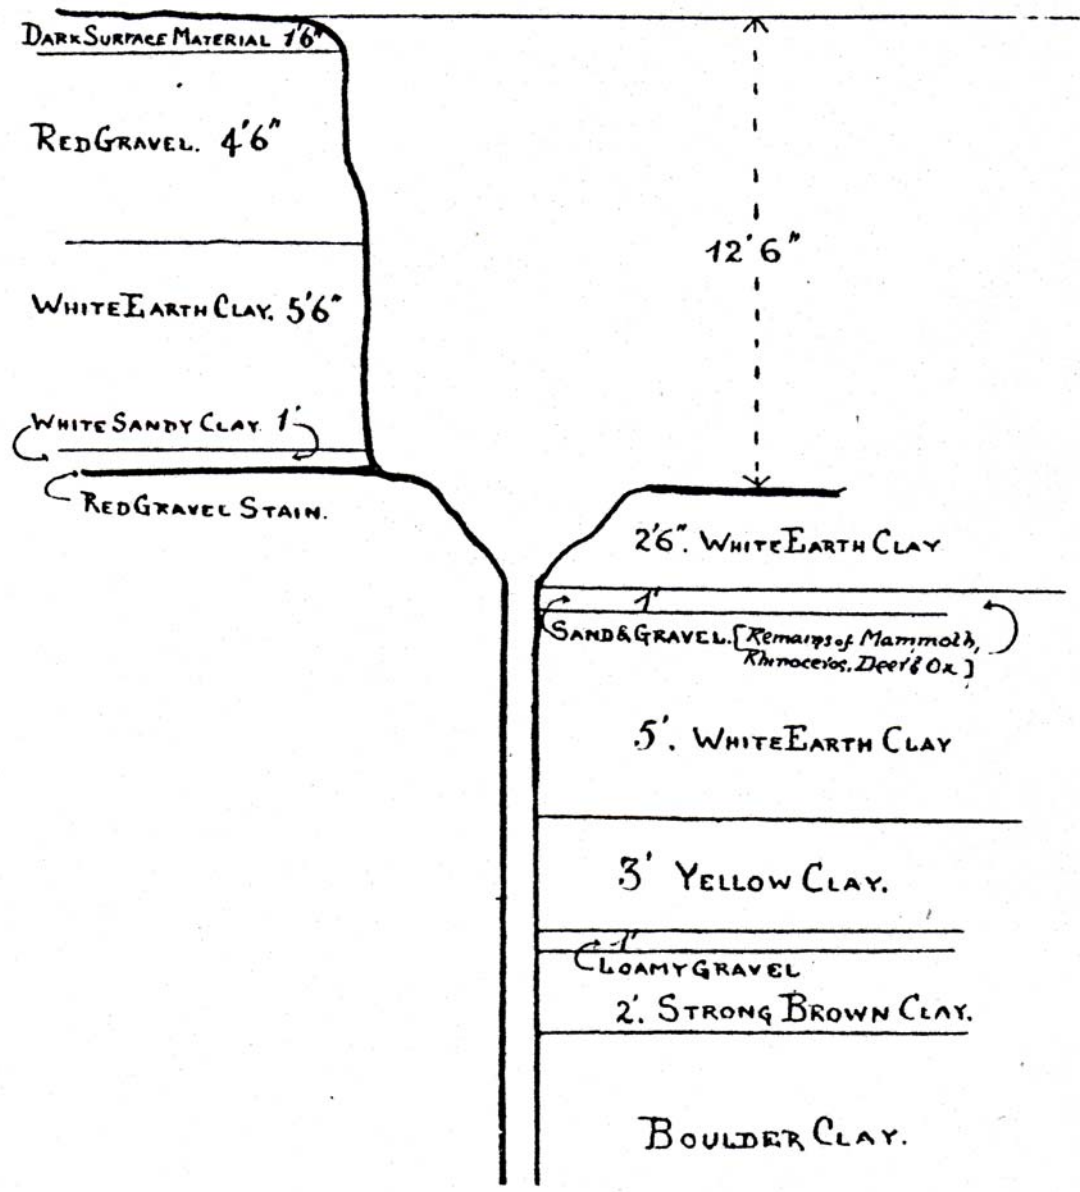 DARK SURFACE MATERIAL 1'6"
RED GRAVEL. 4'6"
12' 6"
WHITE EARTH CLAY. 5'6"
WHITE SANDY CLAY 1'
RED GRAVEL STAIN.
2'6". WHITE EARTH CLAY
1'
SAND & GRAVEL. [Remains of Mammoth,
Rhinoceros, Deer & Ox]
5'. WHITE EARTH CLAY
3' YELLOW CLAY.
1'
LOAMY GRAVEL
2'. STRONG BROWN CLAY.
BOULDER CLAY.